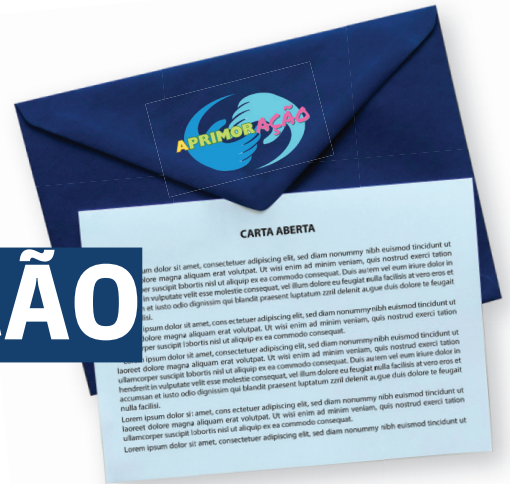 APRIMORAÇÃO
CARTA ABERTA
um dolor sit amet, consectetuer adipiscing elit, sed diam nonummy nibh euismod tincidunt ut
dolore magna aliquam erat volutpat. Ut wisi enim ad minim veniam, quis nostrud exerci tation
per suscipit lobortis nisl ut aliquip ex ea commodo consequat. Duis autem vel eum iriure dolor in
in vulputate velit esse molestie consequat, vel illum dolore eu feugiat nulla facilisis at vero eros et
et iusto odio dignissim qui blandit praesent luptatum zzril delenit augue duis dolore te feugait
lisi.
ÃO
ipsum dolor sit amet, cons ectetuer adipiscing elit, sed diam nonummy nibh euismod tincidunt ut
dolore magna aliquam erat volutpat. Ut wisi enim ad minim veniam, quis nostrud exerci tation
per suscipit lobortis nisl ut aliquip ex ea commodo consequat.
Lorem ipsum dolor sit amet, consectetuer adipiscing elit, sed diam nonummy nibh euismod tincidunt ut
laoreet dolore magna aliquam erat volutpat. Ut wisi enim ad minim veniam, quis nostrud exerci tation
ullamcorper suscipit lobortis nisl ut aliquip ex ea commodo consequat. Duis autem vel eum iriure dolor in
hendrerit in vulputate velit esse molestie consequat, vel illum dolore eu feugiat nulla facilisis at vero eros et
accumsan et iusto odio dignissim qui blandit praesent luptatum zzril delenit augue duis dolore te feugait
nulla facilisi.
Lorem ipsum dolor sit amet, cons ectetuer adipiscing elit, sed diam nonummy nibh euismod tincidunt ut
laoreet dolore magna aliquam erat volutpat. Ut wisi enim ad minim veniam, quis nostrud exerci tation
ullamcorper suscipit lobortis nisl ut aliquip ex ea commodo consequat.
Lorem ipsum dolor sit amet, consectetuer adipiscing elit, sed diam nonummy nibh euismod tincidunt ut